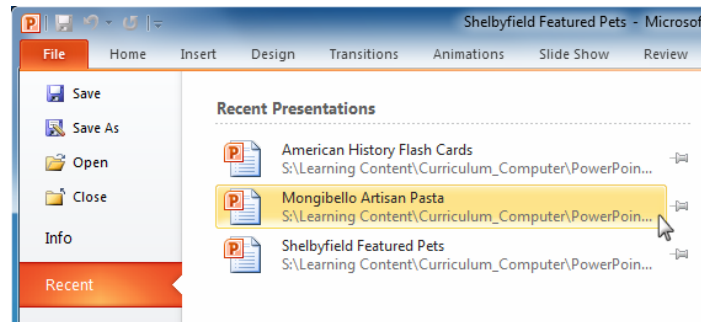 Shelbyfield Featured Pets - Microsof
File Home Insert Design Transitions Animations Slide Show Review
Save
Save As
Open
Close
Info
Recent
Recent Presentations
American History Flash Cards
S:\Learning Content\Curriculum_Computer\PowerPoin...
Mongibello Artisan Pasta
S:\Learning Content\Curriculum_Computer\PowerPoin...
Shelbyfield Featured Pets
S:\Learning Content\Curriculum_Computer\PowerPoin...